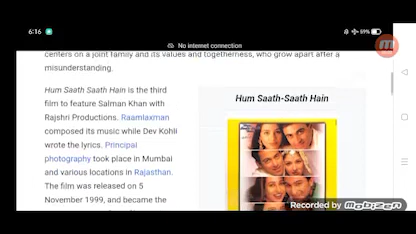 6:16
59%
No internet connection
centers on a joint family and its values and togetherness, who grow apart after a
misunderstanding.
Hum Saath Saath Hain is the third
film to feature Salman Khan with
Rajshri Productions. Raamlaxman
composed its music while Dev Kohli
wrote the lyrics. Principal
photography took place in Mumbai
and various locations in Rajasthan.
The film was released on 5
November 1999, and became the
Hum Saath-Saath Hain
Recorded by mobizen